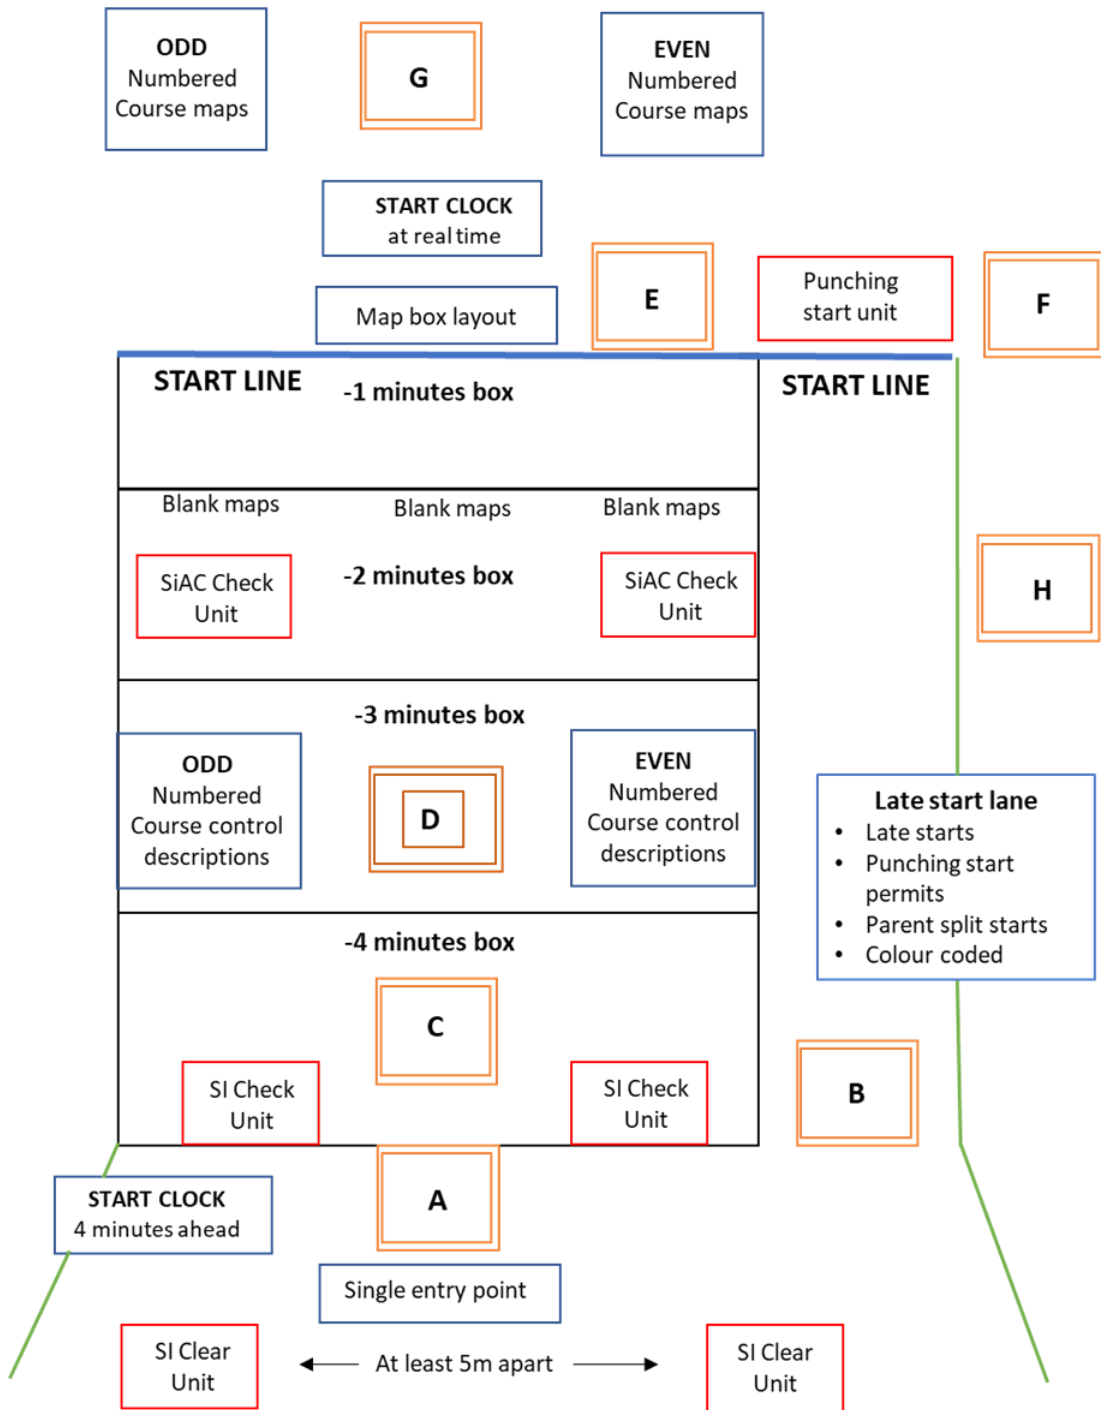 ODD
Numbered
Course maps
G
EVEN
Numbered
Course maps
START CLOCK
at real time
Map box layout
E
Punching
start unit
F
START LINE
-1 minutes box
START LINE
Blank maps
Blank maps
Blank maps
SiAC Check
Unit
-2 minutes box
SiAC Check
Unit
H
-3 minutes box
ODD
Numbered
Course control
descriptions
D
EVEN
Numbered
Course control
descriptions
Late start lane
• Late starts
• Punching start
permits
• Parent split starts
• Colour coded
-4 minutes box
C
SI Check
Unit
SI Check
Unit
B
START CLOCK
4 minutes ahead
A
Single entry point
SI Clear
Unit
At least 5m apart
SI Clear
Unit